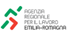 AGENZIA
REGIONALE
PER IL LAVORO
EMILIA-ROMAGNA